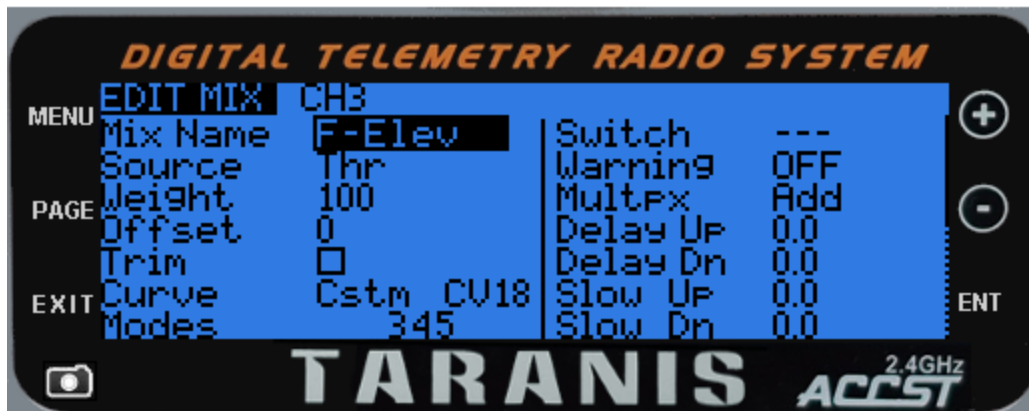 DIGITAL TELEMETRY RADIO SYSTEM
MENU
PAGE
EXIT
EDIT MIX CH3
Mix Name F-Elev
Source Thr
Weight 100
Offset 0
Trim
Curve Cstm CV18
Modes 345
Switch ---
Warning OFF
Multpx Add
Delay Up 0.0
Delay Dn 0.0
Slow Up 0.0
Slow Dn 0.0
+
-
ENT
TARANIS
2.4GHz
ACCST